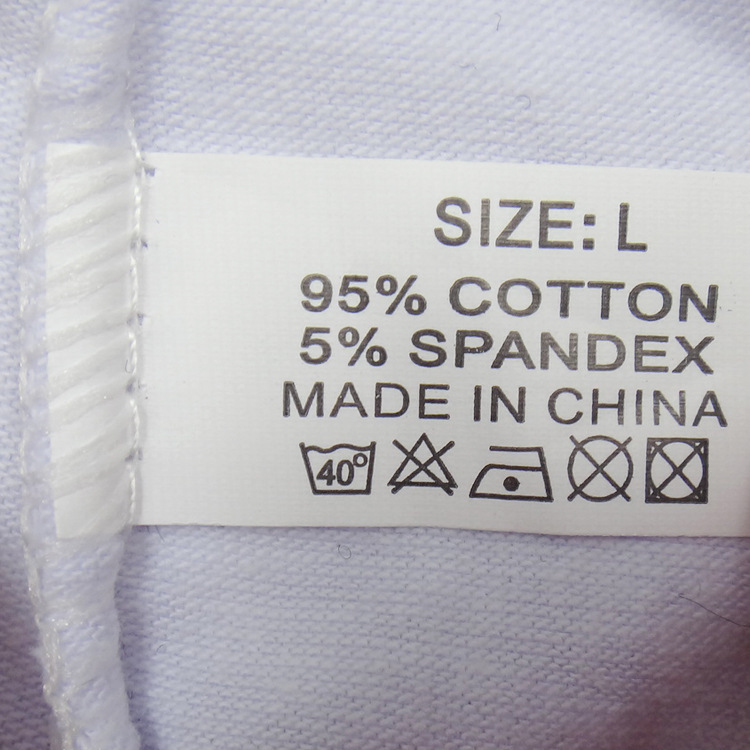 SIZE: L
95% COTTON
5% SPANDEX
MADE IN CHINA
40°